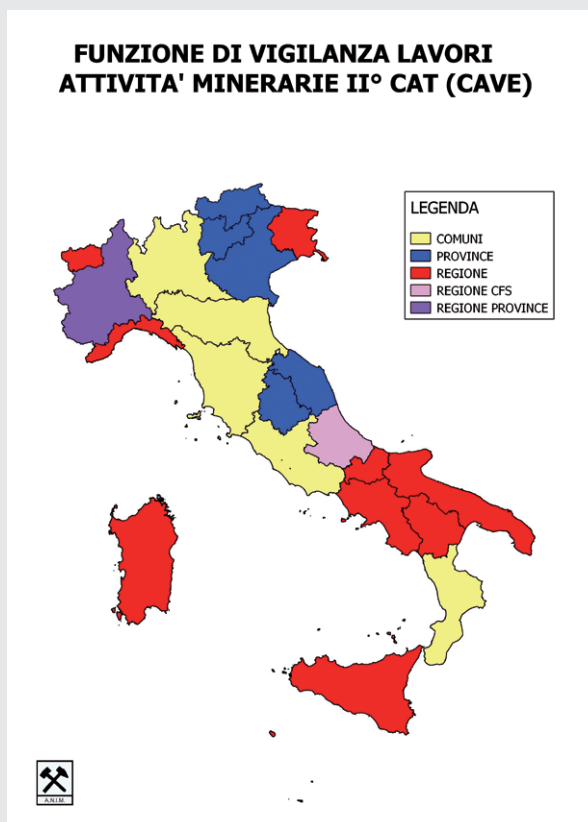 FUNZIONE DI VIGILANZA LAVORI
ATTIVITA' MINERARIE II° CAT (CAVE)
LEGENDA
COMUNI
PROVINCE
REGIONE
REGIONE CFS
REGIONE PROVINCE
A.N.I.M.